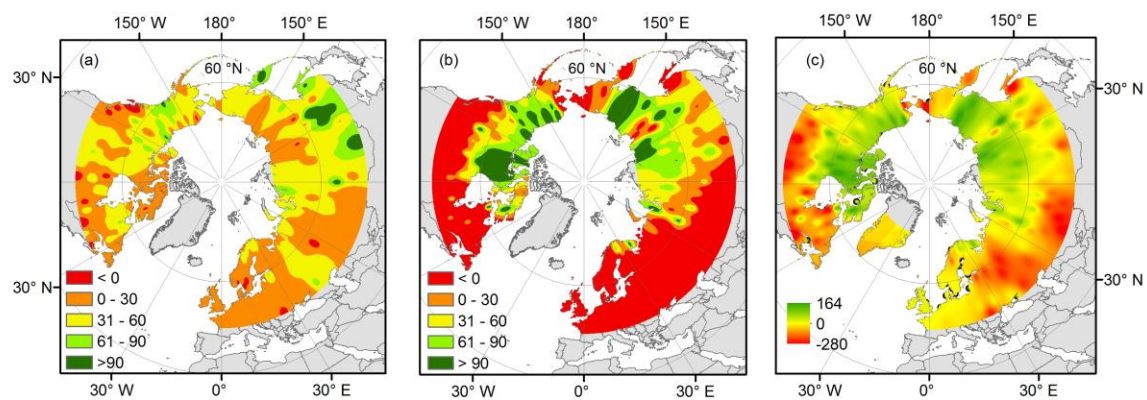 150° W 180° 150° E 150° W 180° 150° E 150° W 180° 150° E
(a) 60 °N (b) 60 °N (c) 60 °N
30° N 30° N 30° N 30° N
< 0 < 0
0 - 30 0 - 30
31 - 60 31 - 60
61 - 90 61 - 90
>90 >90
164
0
-280
30° N 30° N
30° W 0° 30° E 30° W 0° 30° E 30° W 0° 30° E